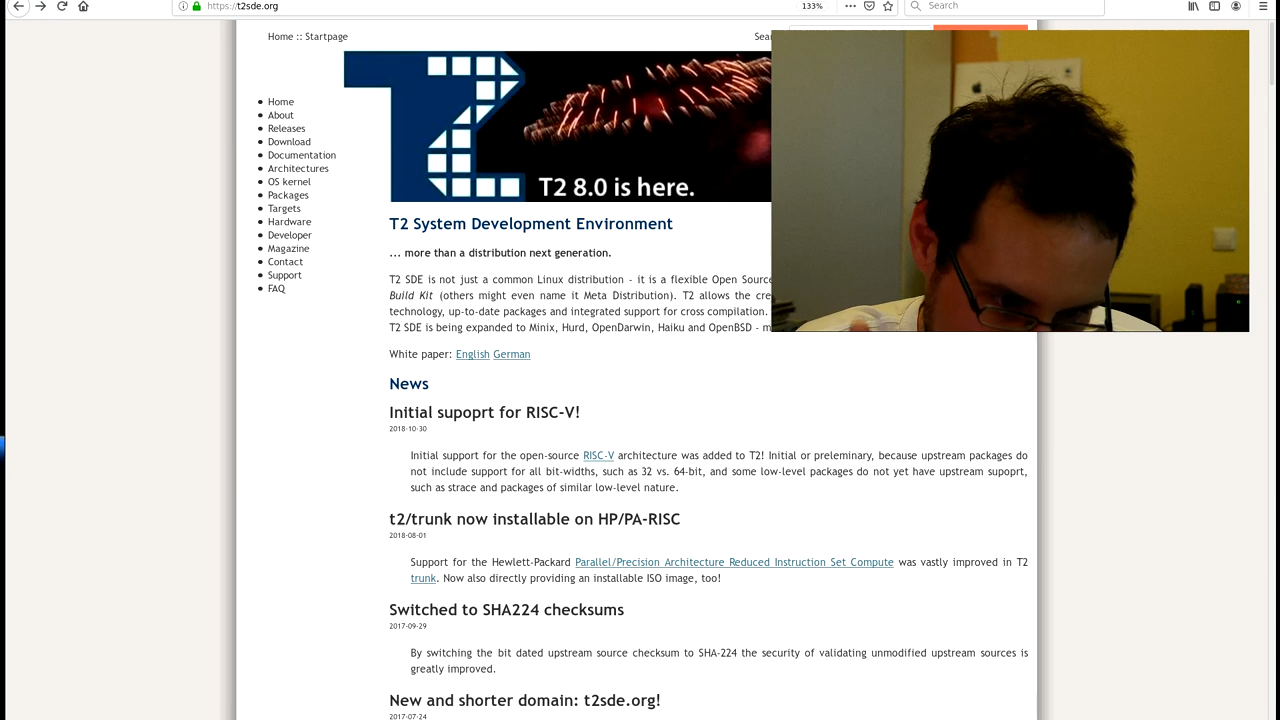 https://t2sde.org
133%
Search
Home :: Startpage
Home
About
Releases
Download
Documentation
Architectures
OS kernel
Packages
Targets
Hardware
Developer
Magazine
Contact
Support
FAQ
T2 8.0 is here.
T2 System Development Environment
... more than a distribution next generation.
T2 SDE is not just a common Linux distribution - it is a flexible Open Source
Build Kit (others might even name it Meta Distribution). T2 allows the
technology, up-to-date packages and integrated support for cross compilation.
T2 SDE is being expanded to Minix, Hurd, OpenDarwin, Haiku and OpenBSD -
White paper: English German
News
Initial supoprt for RISC-V!
2018-10-30
Initial support for the open-source RISC-V architecture was added to T2! Initial or preleminary, because upstream packages do
not include support for all bit-widths, such as 32 vs. 64-bit, and some low-level packages do not yet have upstream supoprt,
such as strace and packages of similar low-level nature.
t2/trunk now installable on HP/PA-RISC
2018-08-01
Support for the Hewlett-Packard Parallel/Precision Architecture Reduced Instruction Set Compute was vastly improved in T2
trunk. Now also directly providing an installable ISO image, too!
Switched to SHA224 checksums
2017-09-29
By switching the bit dated upstream source checksum to SHA-224 the security of validating unmodified upstream sources is
greatly improved.
New and shorter domain: t2sde.org!
2017-07-24